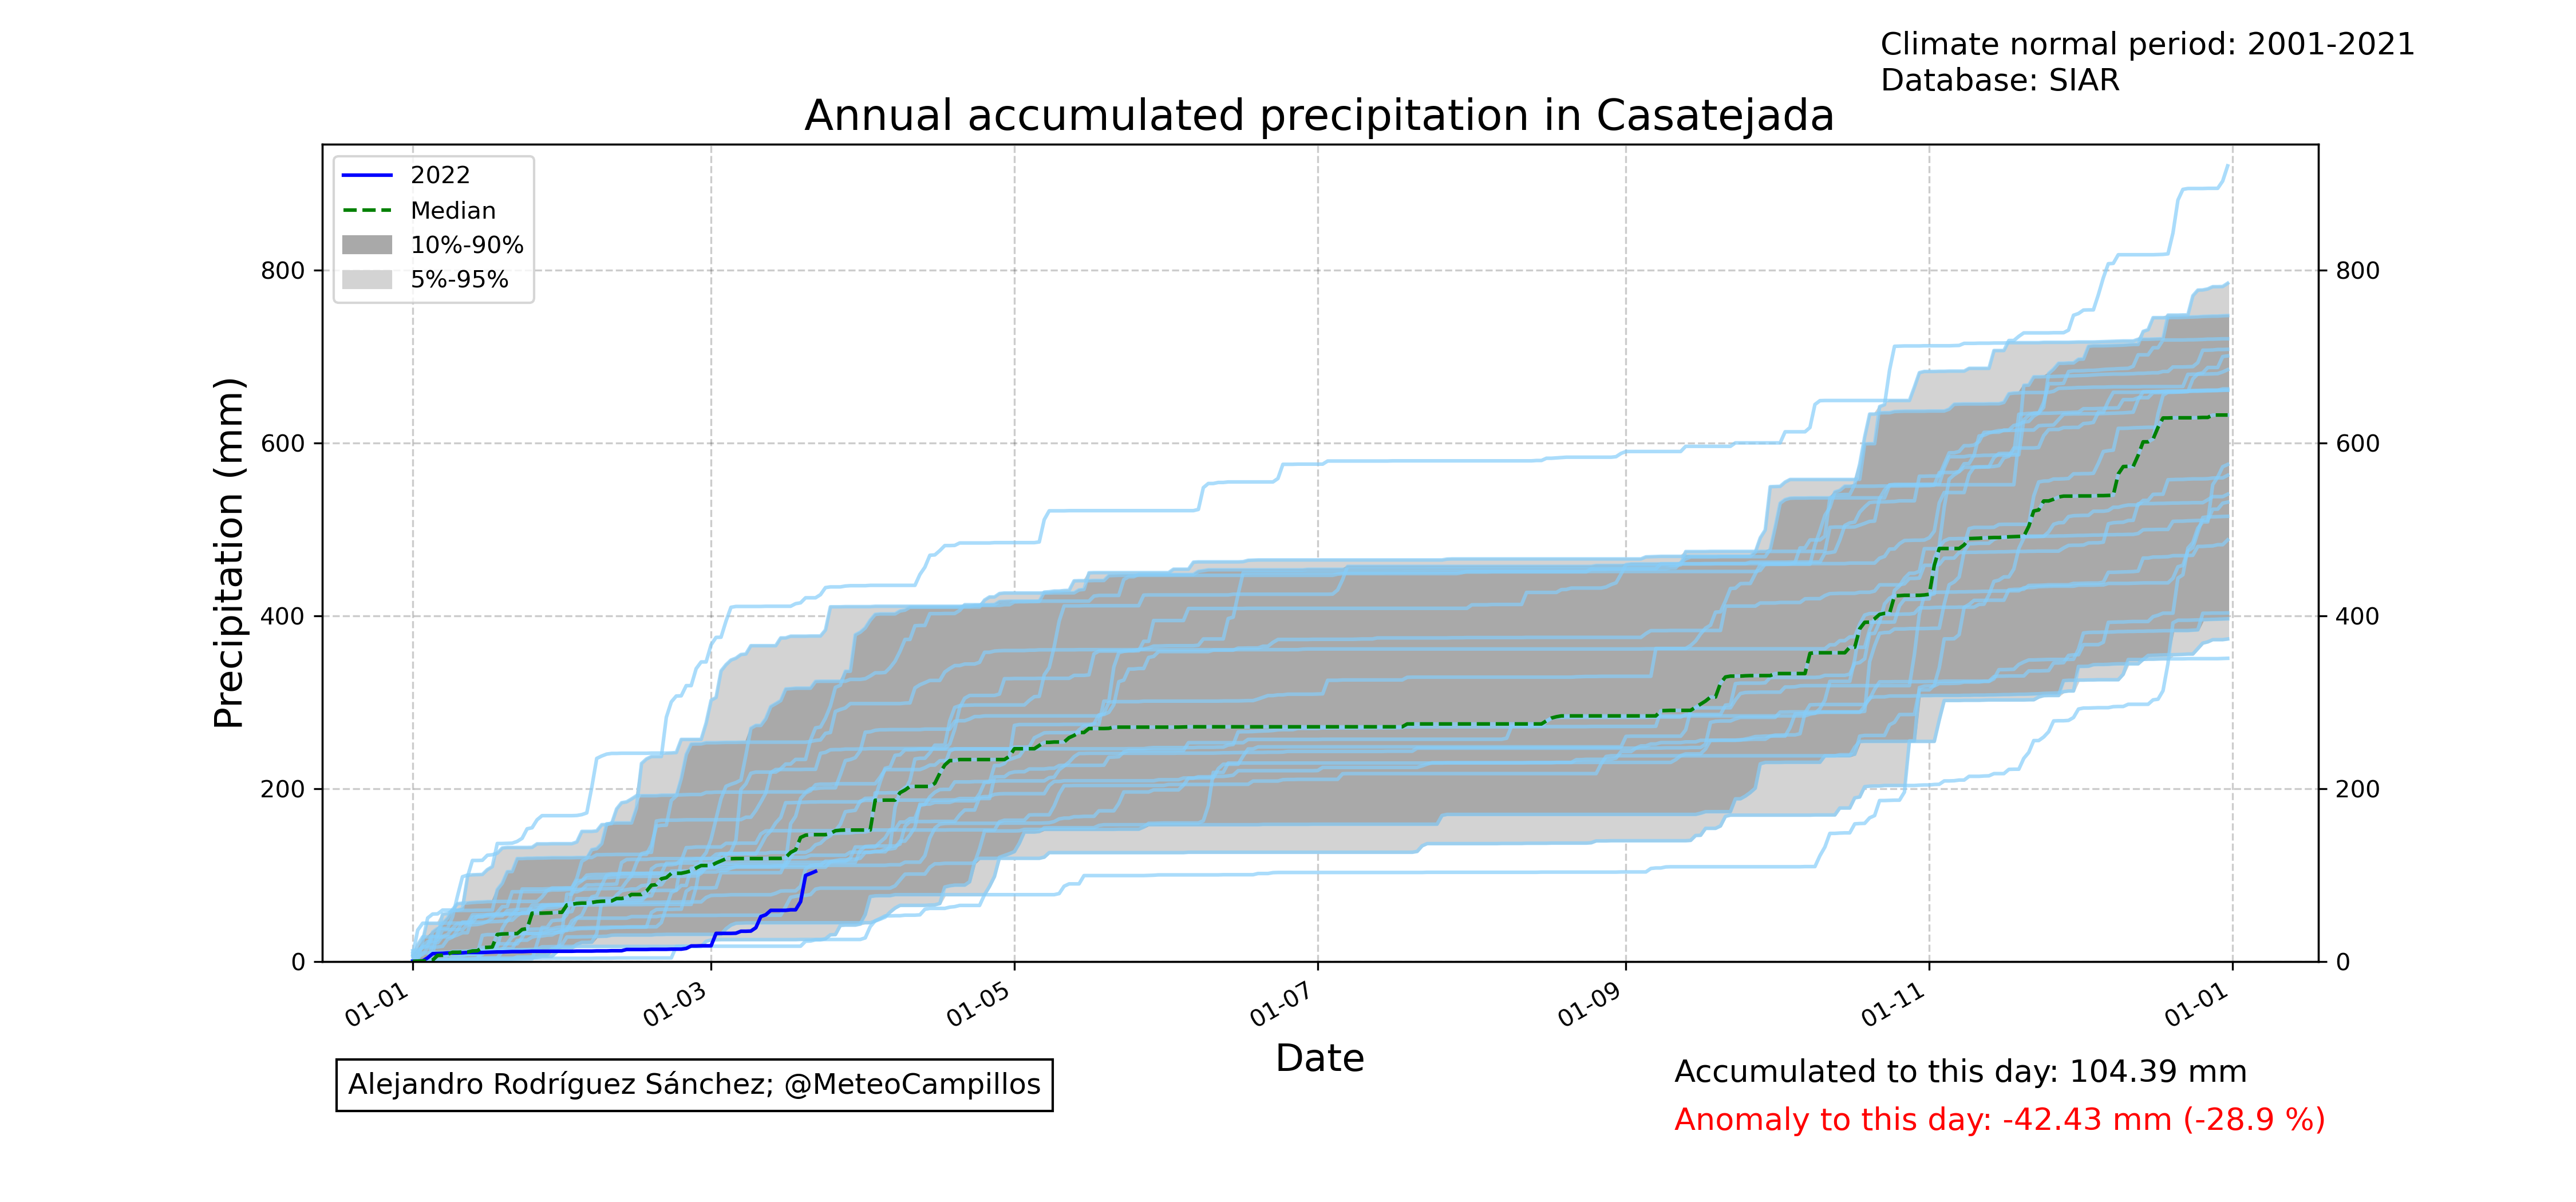 Climate normal period: 2001-2021
Database: SIAR
Annual accumulated precipitation in Casatejada
2022
Median
10%-90%
5%-95%
Precipitation (mm)
800
600
400
200
0
800
600
400
200
0
01-01
01-03
01-05
01-07
01-09
01-11
01-01
Date
Alejandro Rodríguez Sánchez; @MeteoCampillos
Accumulated to this day: 104.39 mm
Anomaly to this day: -42.43 mm (-28.9 %)